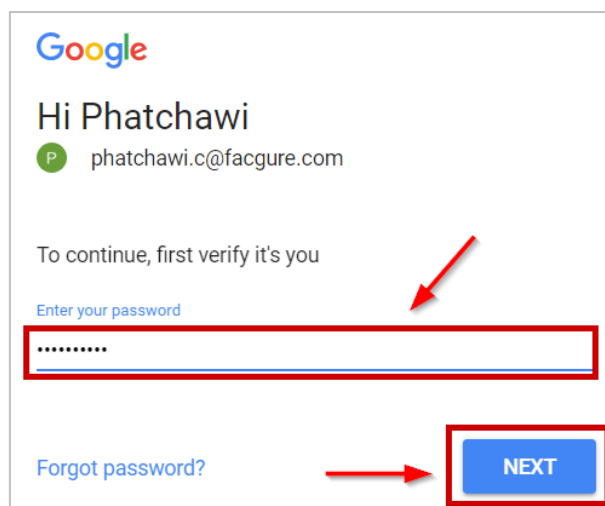 Google
Hi Phatchawi
P phatchawi.c@facgure.com
To continue, first verify it's you
Enter your password
••••••••••
Forgot password? NEXT